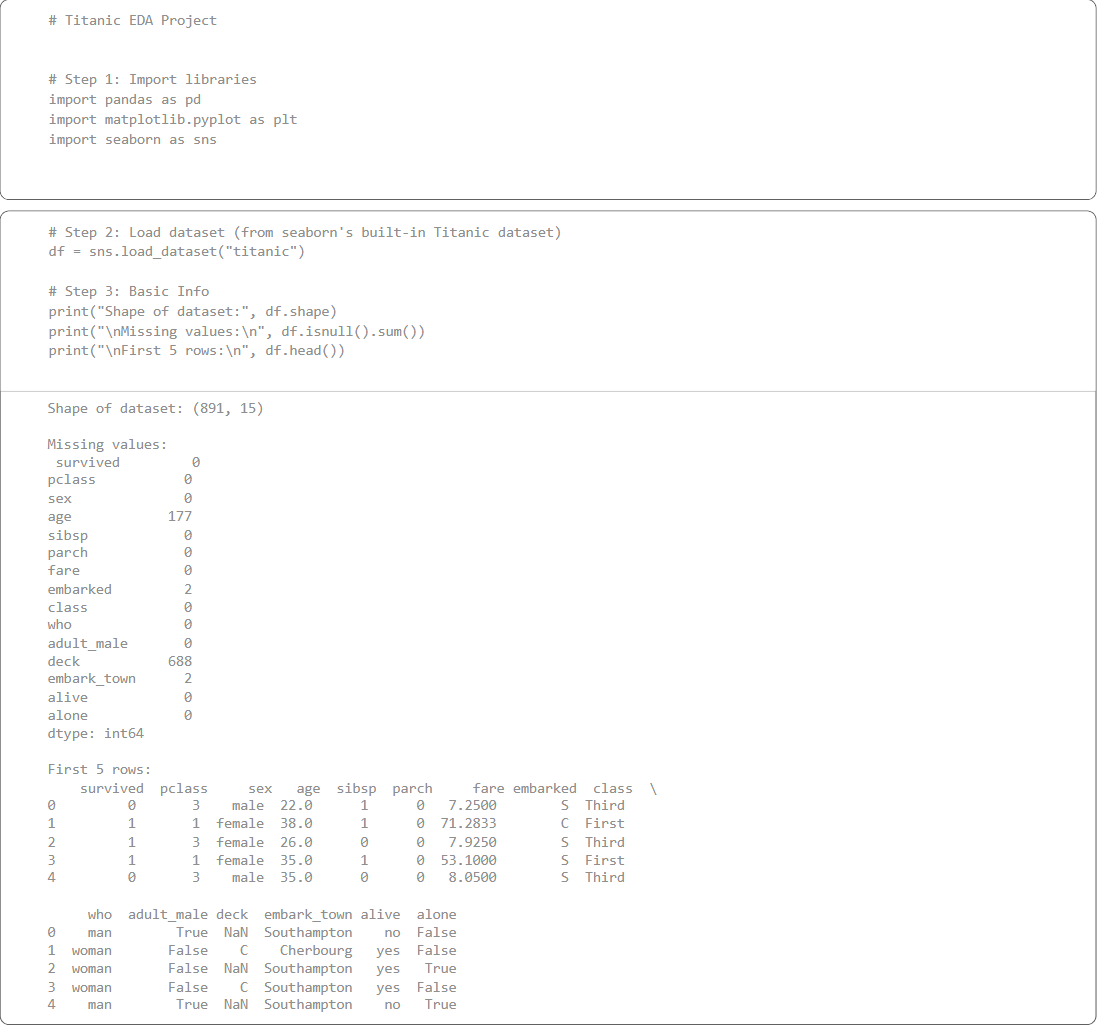 # Titanic EDA Project
# Step 1: Import libraries
import pandas as pd
import matplotlib.pyplot as plt
import seaborn as sns
# Step 2: Load dataset (from seaborn's built-in Titanic dataset)
df = sns.load_dataset("titanic")
# Step 3: Basic Info
print("Shape of dataset:", df.shape)
print("\nMissing values:\n", df.isnull().sum())
print("\nFirst 5 rows:\n", df.head())
Shape of dataset: (891, 15)
Missing values:
survived 0
pclass 0
sex 0
age 177
sibsp 0
parch 0
fare 0
embarked 2
class 0
who 0
adult_male 0
deck 688
embark_town 2
alive 0
alone 0
dtype: int64
First 5 rows:
survived pclass sex age sibsp parch fare embarked class \
0 0 3 male 22.0 1 0 7.2500 S Third
1 1 1 female 38.0 1 0 71.2833 C First
2 1 3 female 26.0 0 0 7.9250 S Third
3 1 1 female 35.0 1 0 53.1000 S First
4 0 3 male 35.0 0 0 8.0500 S Third
who adult_male deck embark_town alive alone
0 man True NaN Southampton no False
1 woman False C Cherbourg yes False
2 woman False NaN Southampton yes True
3 woman False C Southampton yes False
4 man True NaN Southampton no True